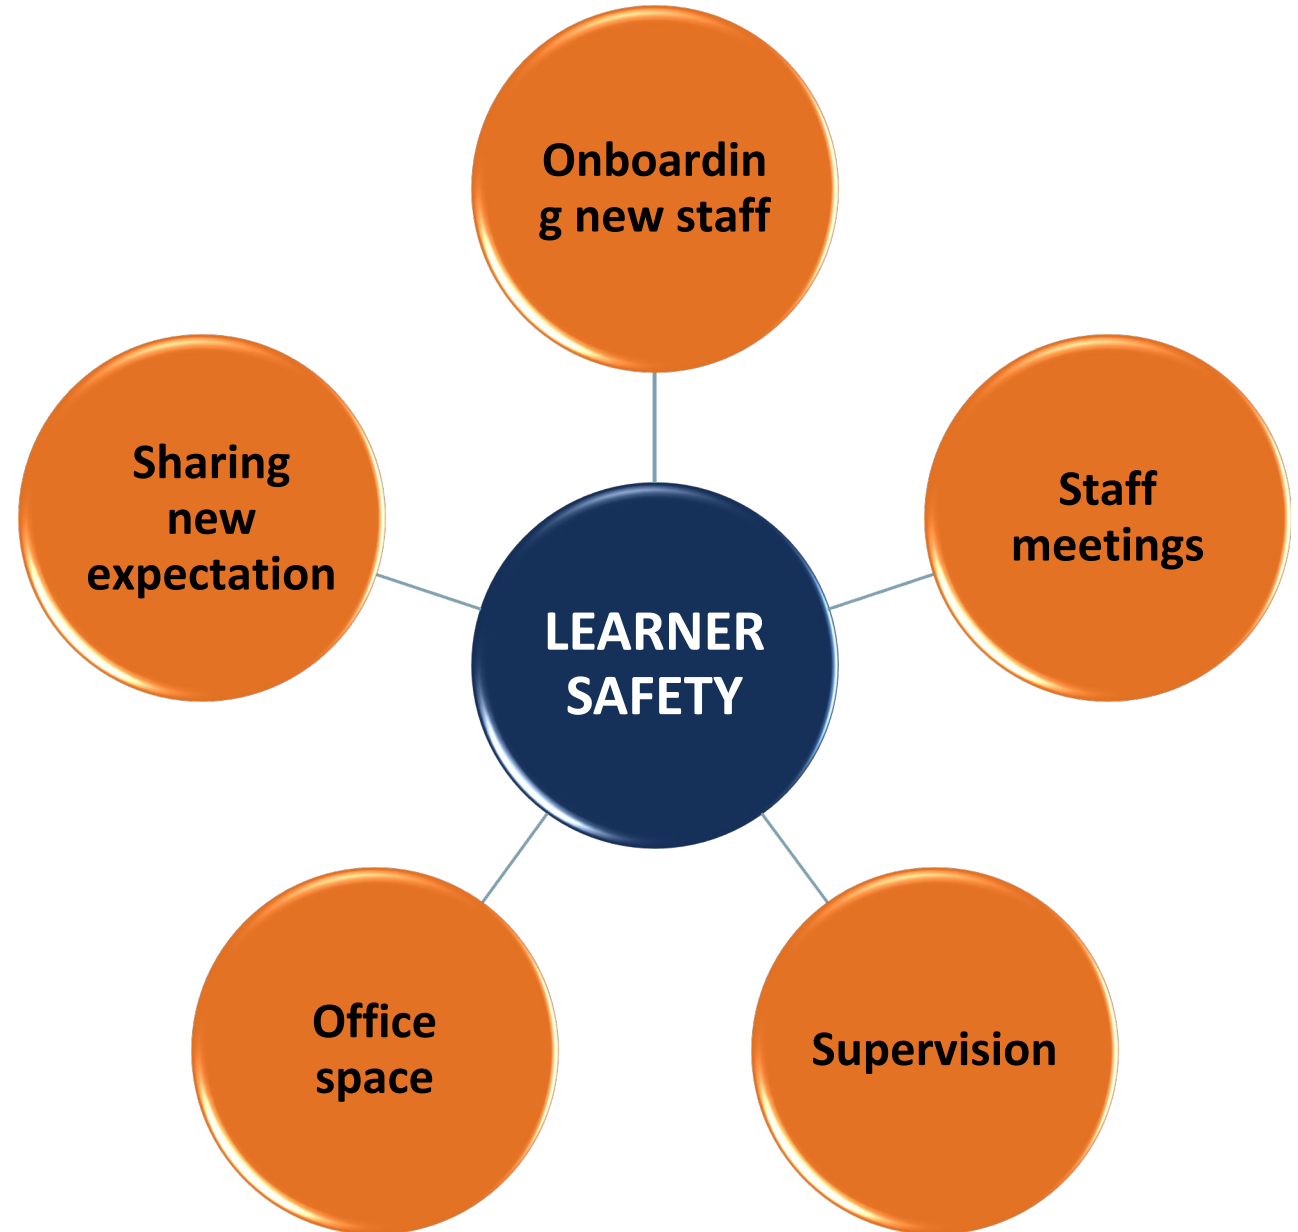 Onboardin
g new staff
Sharing
new
expectation
Staff
meetings
LEARNER
SAFETY
Office
space
Supervision